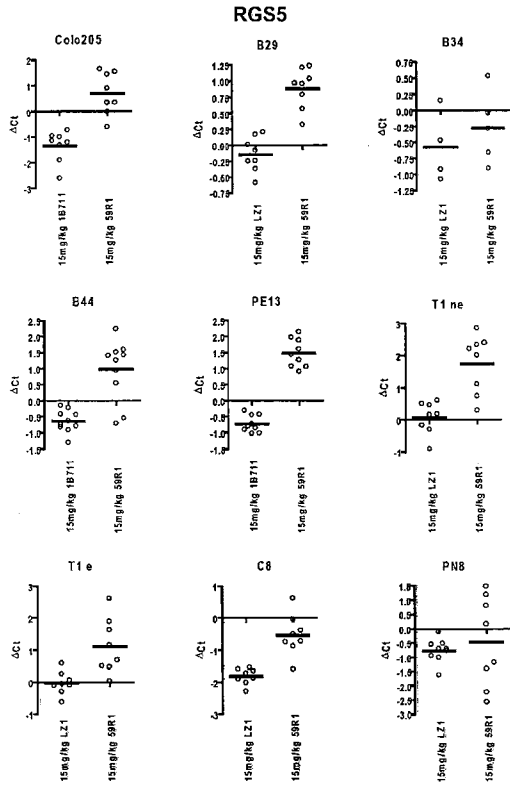 RGS5
Colo205
B29
B34
ΔCt
2
1
0
-1
-2
-3
ΔCt
1.25
1.00
0.75
0.50
0.25
0.00
-0.25
-0.50
-0.75
ΔCt
0.75
0.50
0.25
0.00
-0.25
-0.50
-0.75
-1.00
-1.25
15mg/kg 1B711
15mg/kg 59R1
15mg/kg LZ1
15mg/kg 59R1
15mg/kg LZ1
15mg/kg 59R1
B44
PE13
T1 ne
ΔCt
2.5
2.0
1.5
1.0
0.5
0.0
-0.5
-1.0
-1.5
ΔCt
2.5
2.0
1.5
1.0
0.5
0.0
-0.5
-1.0
-1.5
ΔCt
3
2
1
0
-1
15mg/kg 1B711
15mg/kg 59R1
15mg/kg 1B711
15mg/kg 59R1
15mg/kg LZ1
15mg/kg 59R1
T1 e
C8
PN8
ΔCt
3
2
1
0
-1
ΔCt
1
0
-1
-2
-3
ΔCt
1.5
1.0
0.5
0.0
-0.5
-1.0
-1.5
-2.0
-2.5
-3.0
15mg/kg LZ1
15mg/kg 59R1
15mg/kg LZ1
15mg/kg 59R1
15mg/kg LZ1
15mg/kg 59R1